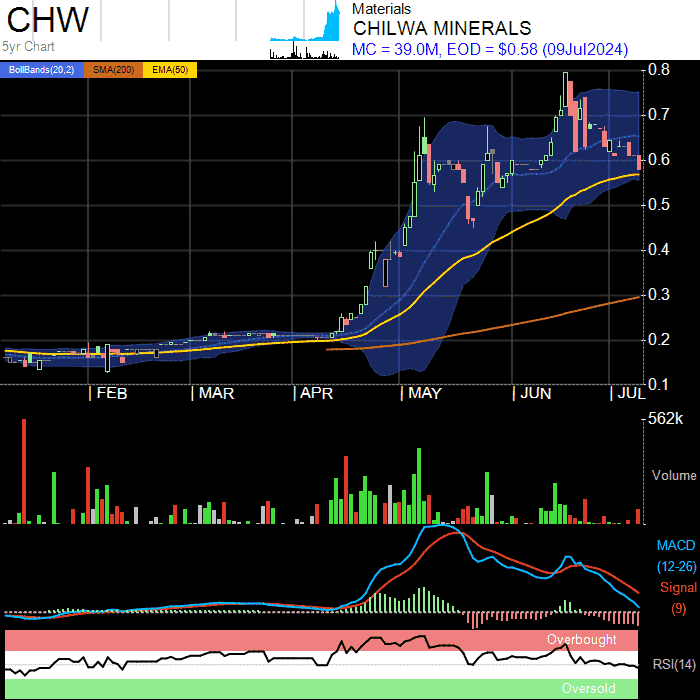 CHW
5yr Chart
Materials
CHILWA MINERALS
MC = 39.0M, EOD = $0.58 (09Jul2024)
BollBands(20,2) SMA(200) EMA(50)
0.8
0.7
0.6
0.5
0.4
0.3
0.2
0.1
FEB MAR APR MAY JUN JUL
562k
Volume
MACD
(12-26)
Signal
(9)
Overbought
RSI(14)
Oversold